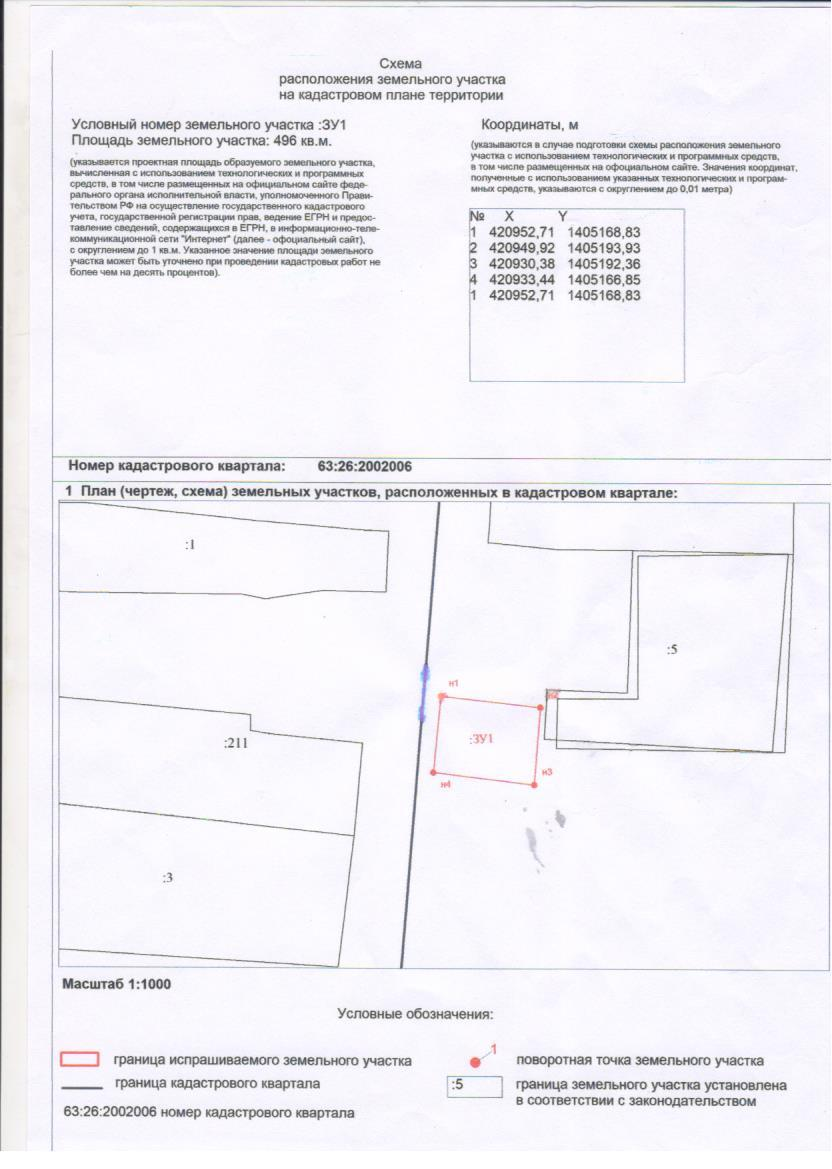 Схема
расположения земельного участка
на кадастровом плане территории
Условный номер земельного участка :ЗУ1
Площадь земельного участка: 496 кв.м.
(указывается проектная площадь образуемого земельного участка,
вычисленная с использованием технологических и программных
средств, в том числе размещенных на официальном сайте феде-
рального органа исполнительной власти, уполномоченного Прави-
тельством РФ на осуществление государственного кадастрового
учета, государственной регистрации прав, ведение ЕГРН и предос-
тавление сведений, содержащихся в ЕГРН, в информационно-теле-
коммуникационной сети "Интернет" (далее - офоциальный сайт),
с округлением до 1 кв.м. Указанное значение площади земельного
участка может быть уточнено при проведении кадастровых работ не
более чем на десять процентов).
Координаты, м
(указываются в случае подготовки схемы расположения земельного
участка с использованием технологических и программных средств,
в том числе размещенных на офоциальном сайте. Значения координат,
полученные с использованием указанных технологических и програм-
мных средств, указываются с округлением до 0,01 метра)
№ X Y
1 420952,71 1405168,83
2 420949,92 1405193,93
3 420930,38 1405192,36
4 420933,44 1405166,85
1 420952,71 1405168,83
Номер кадастрового квартала: 63:26:2002006
1 План (чертеж, схема) земельных участков, расположенных в кадастровом квартале:
:1
:5
н1
н2
:211
:ЗУ1
н3
н4
:3
Масштаб 1:1000
Условные обозначения:
граница испрашиваемого земельного участка
1
поворотная точка земельного участка
граница кадастрового квартала
:5
граница земельного участка установлена
в соответствии с законодательством
63:26:2002006 номер кадастрового квартала